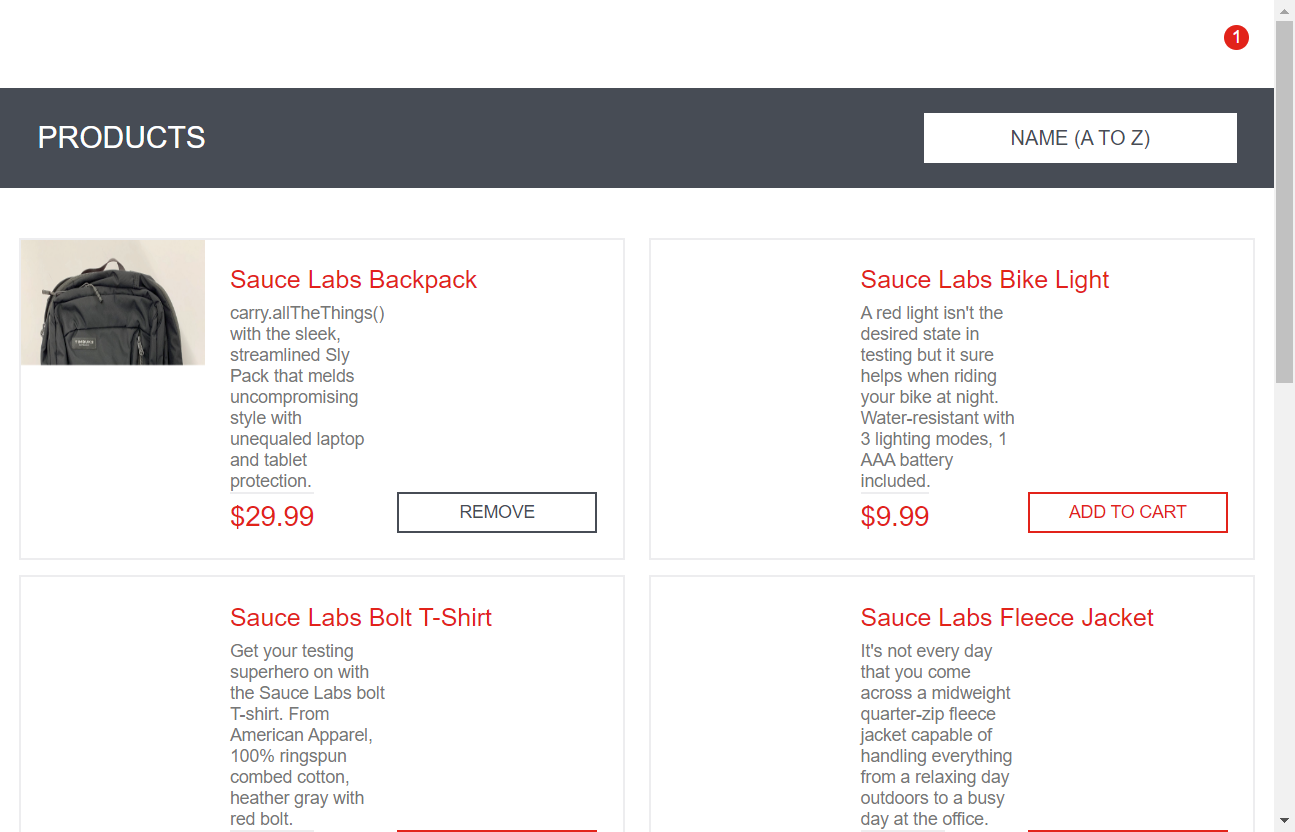 1
PRODUCTS
NAME (A TO Z)
Sauce Labs Backpack
carry.allTheThings()
with the sleek,
streamlined Sly
Pack that melds
uncompromising
style with
unequaled laptop
and tablet
protection.
$29.99
REMOVE
Sauce Labs Bike Light
A red light isn't the
desired state in
testing but it sure
helps when riding
your bike at night.
Water-resistant with
3 lighting modes, 1
AAA battery
included.
$9.99
ADD TO CART
Sauce Labs Bolt T-Shirt
Get your testing
superhero on with
the Sauce Labs bolt
T-shirt. From
American Apparel,
100% ringspun
combed cotton,
heather gray with
red bolt.
Sauce Labs Fleece Jacket
It's not every day
that you come
across a midweight
quarter-zip fleece
jacket capable of
handling everything
from a relaxing day
outdoors to a busy
day at the office.